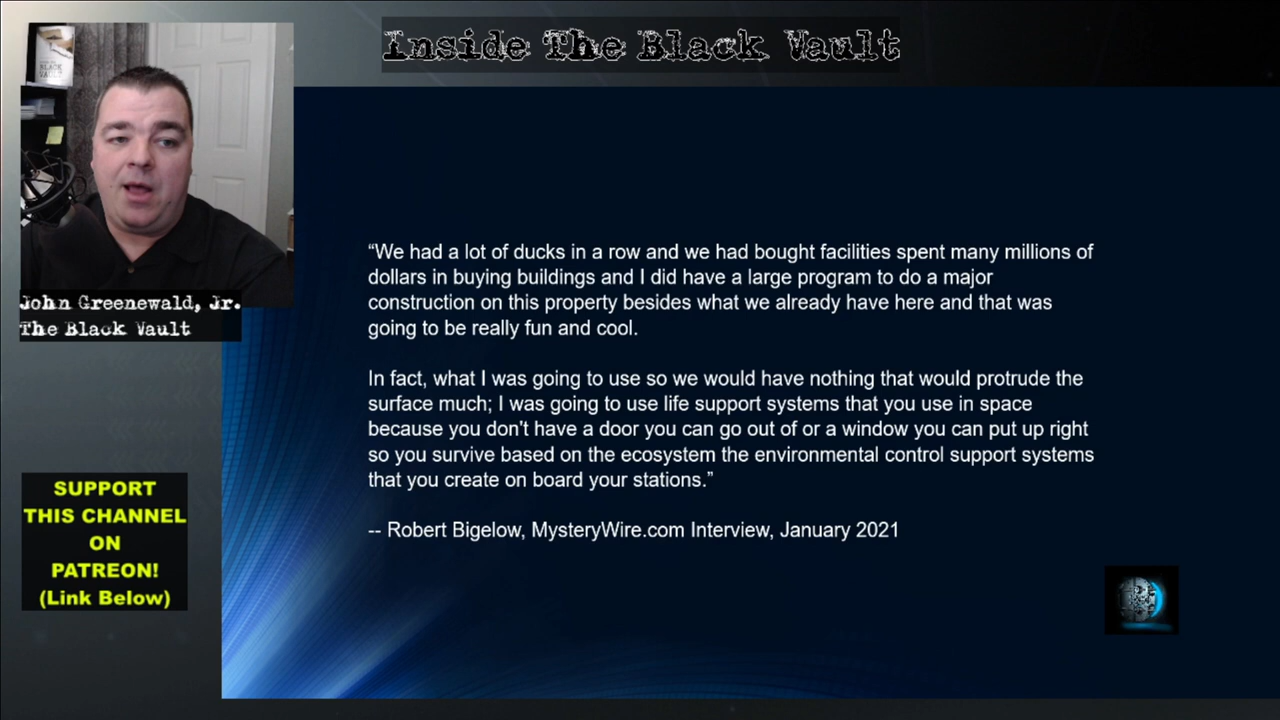 Inside The Black Vault
BLACK
VAULT
John Greenewald, Jr.
The Black Vault
SUPPORT
THIS CHANNEL
ON
PATREON!
(Link Below)
“We had a lot of ducks in a row and we had bought facilities spent many millions of
dollars in buying buildings and I did have a large program to do a major
construction on this property besides what we already have here and that was
going to be really fun and cool.
In fact, what I was going to use so we would have nothing that would protrude the
surface much; I was going to use life support systems that you use in space
because you don't have a door you can go out of or a window you can put up right
so you survive based on the ecosystem the environmental control support systems
that you create on board your stations.”
-- Robert Bigelow, MysteryWire.com Interview, January 2021